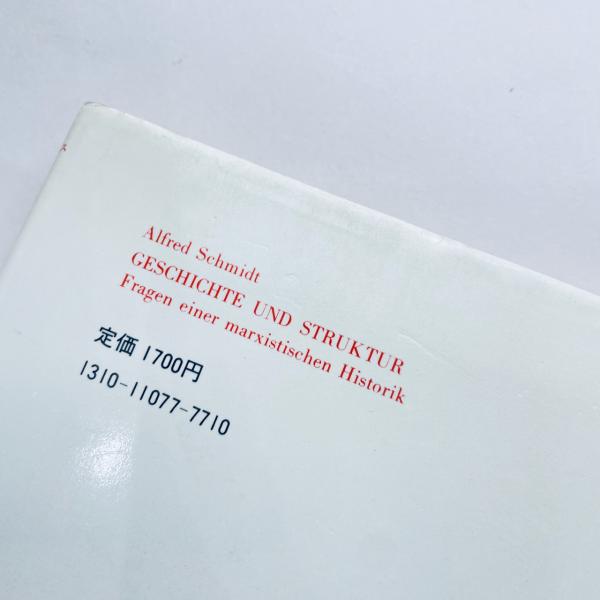 Alfred Schmidt
GESCHICHTE UND STRUKTUR
Fragen einer marxistischen Historik
定価 1700円
1310-11077-7710